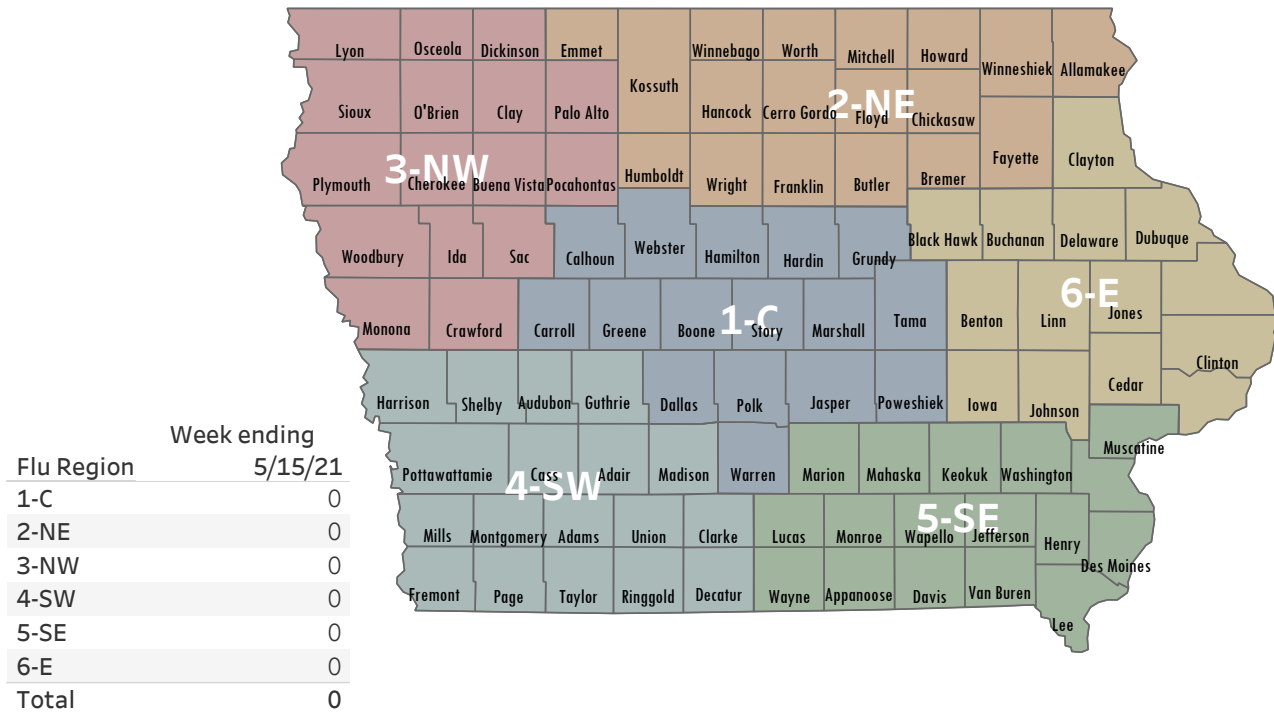 Lyon Osceola Dickinson Emmet Winnebago Worth Mitchell Howard
Winneshiek Allamakee
Kossuth
Sioux O'Brien Clay Palo Alto Hancock Cerro Gordo Floyd Chickasaw
2-NE
Fayette Clayton
3-NW
Plymouth Cherokee Buena Vista Pocahontas Humboldt Wright Franklin Butler Bremer
Woodbury Ida Sac Calhoun Webster Hamilton Hardin Grundy Black Hawk Buchanan Delaware Dubuque
6-E
1-C
Monona Crawford Carroll Greene Boone Story Marshall Tama Benton Linn Jones
Clinton
Harrison Shelby Audubon Guthrie Dallas Polk Jasper Poweshiek Iowa Johnson Cedar
Muscatine
Pottawattamie Cass Adair Madison Warren Marion Mahaska Keokuk Washington
4-SW
5-SE
Mills Montgomery Adams Union Clarke Lucas Monroe Wapello Jefferson Henry
Des Moines
Fremont Page Taylor Ringgold Decatur Wayne Appanoose Davis Van Buren
Lee
Week ending
Flu Region 5/15/21
1-C 0
2-NE 0
3-NW 0
4-SW 0
5-SE 0
6-E 0
Total 0